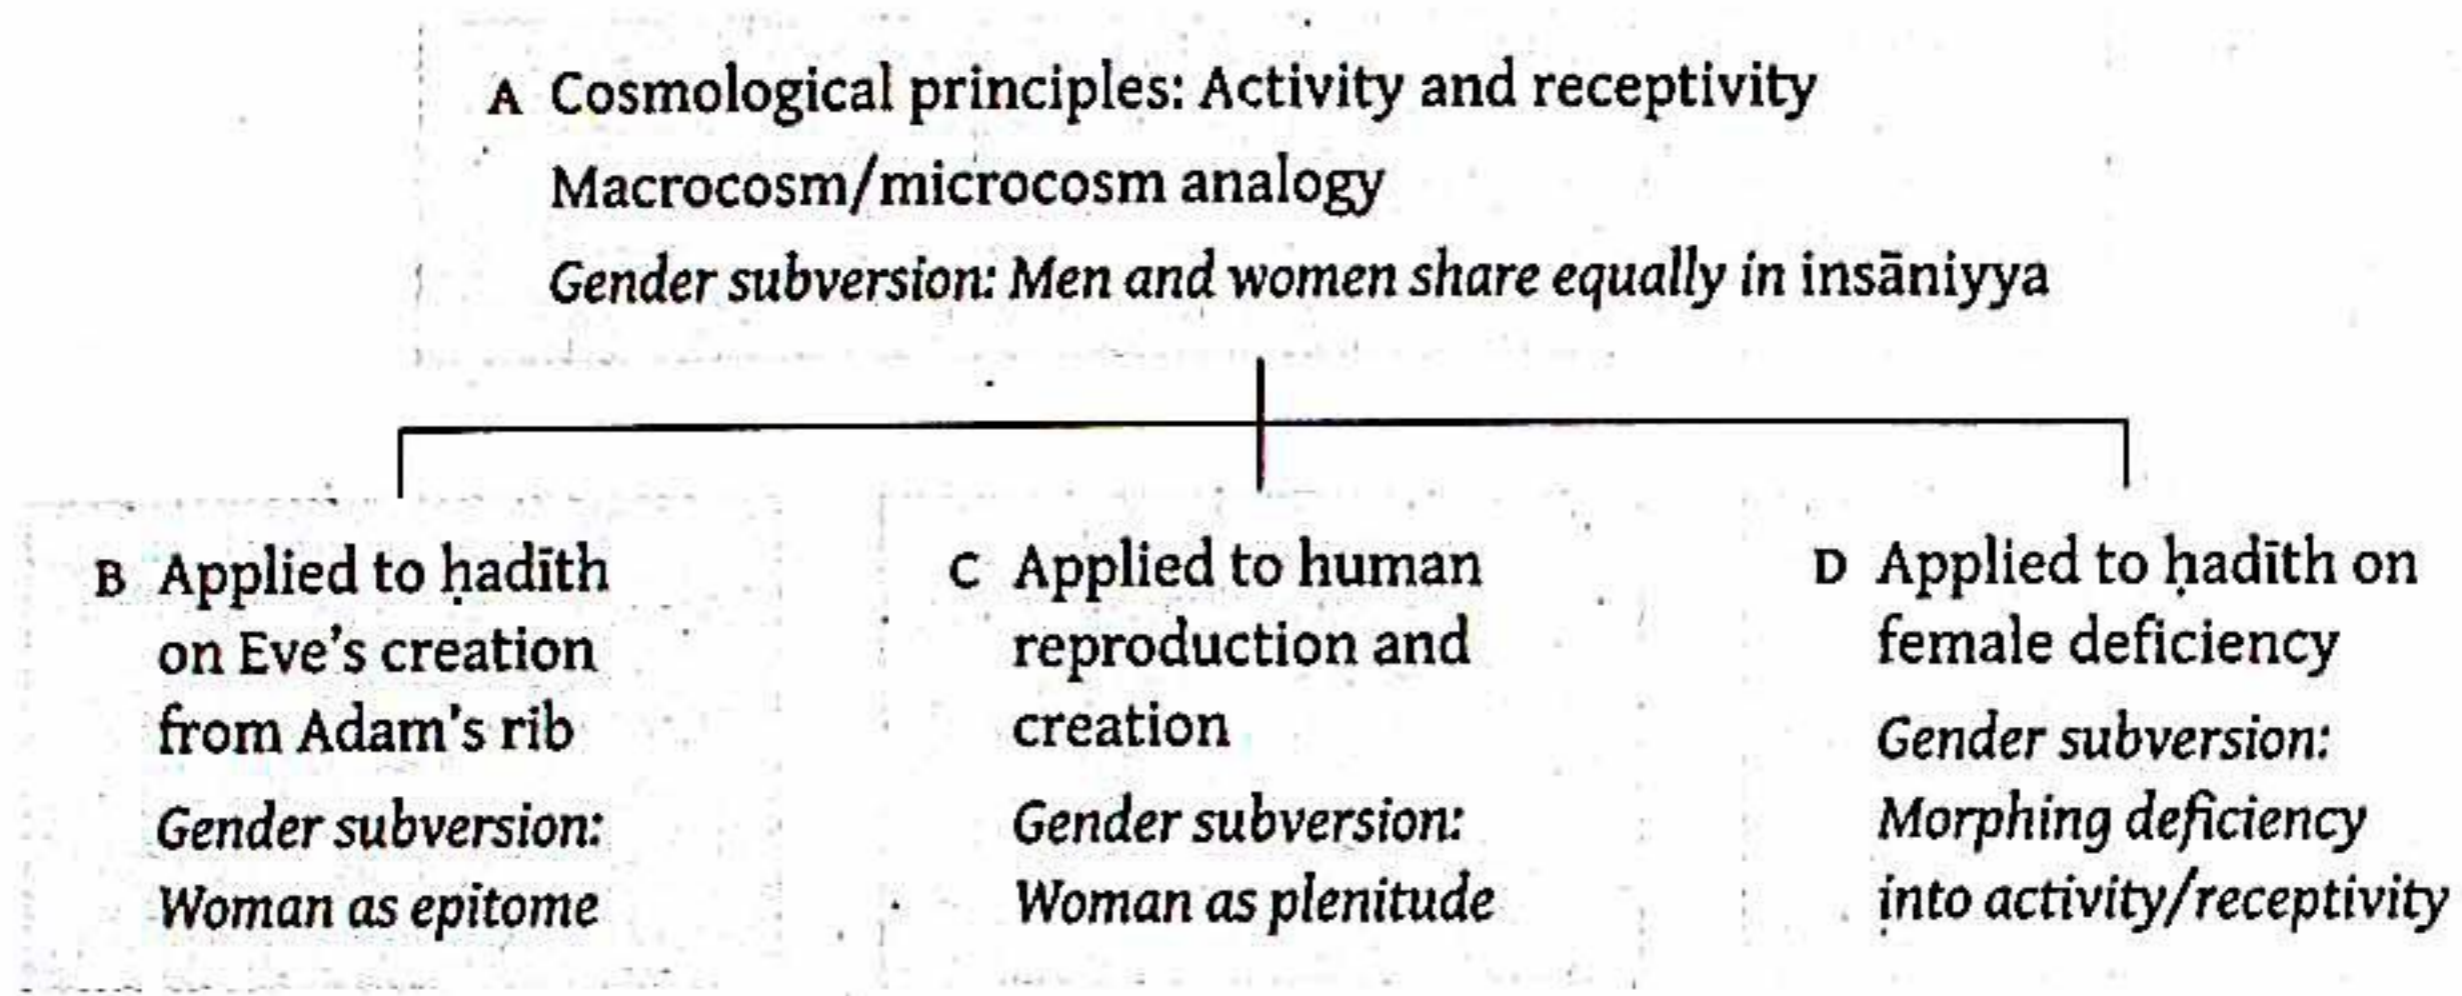 A Cosmological principles: Activity and receptivity
Macrocosm/microcosm analogy
Gender subversion: Men and women share equally in insāniyya
B Applied to ḥadīth
on Eve's creation
from Adam's rib
Gender subversion:
Woman as epitome
C Applied to human
reproduction and
creation
Gender subversion:
Woman as plenitude
D Applied to ḥadīth on
female deficiency
Gender subversion:
Morphing deficiency
into activity/receptivity